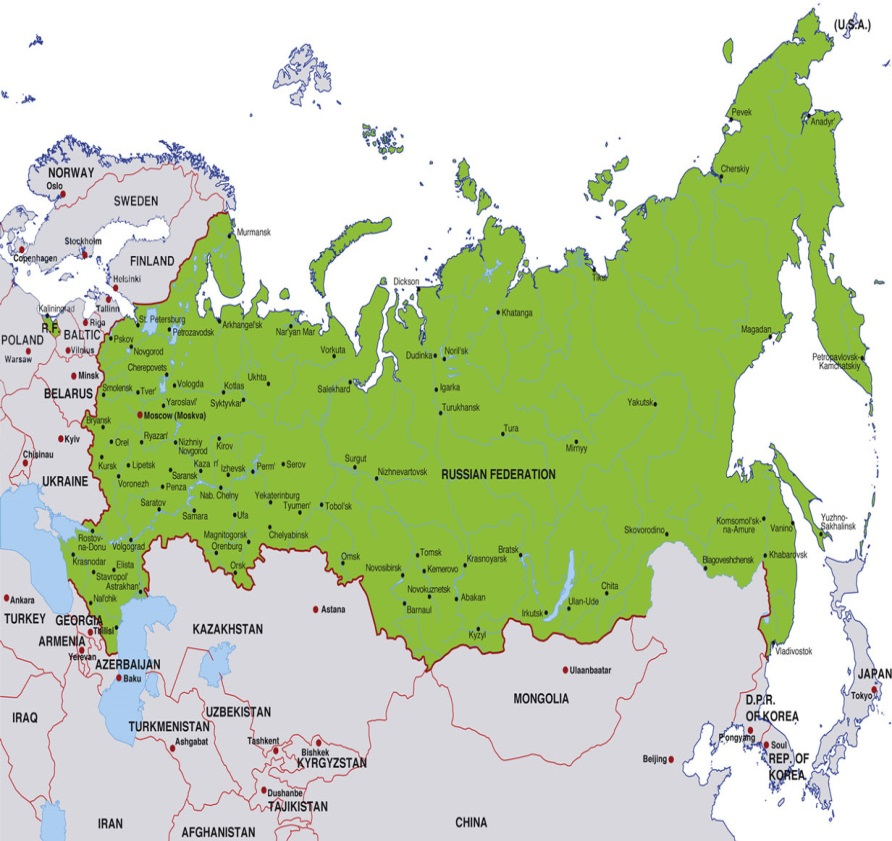 (U.S.A.)
Pevek
Anadyr'
Cherskiy
NORWAY
Oslo
SWEDEN
Stockholm
Copenhagen
FINLAND
Helsinki
Murmansk
Tallinn
Kaliningrad
R.F.
Riga
BALTIC
Vilnius
POLAND
Warsaw
Minsk
BELARUS
Kyiv
Chisinau
UKRAINE
Dickson
Tiksi
Khatanga
St. Petersburg
Petrozavodsk
Arkhangel'sk
Nar'yan Mar
Pskov
Novgorod
Vorkuta
Dudinka
Noril'sk
Magadan
Petropavlovsk-
Kamchatskiy
Cherepovets
Smolensk
Tver'
Vologda
Kotlas
Ukhta
Salekhard
Igarka
Yaroslavl'
Syktyvkar
Turukhansk
Yakutsk
Moscow (Moskva)
Bryansk
Orel
Ryazan'
Nizhniy
Novgorod
Kirov
Tura
Mirnyy
Kursk
Lipetsk
Kaza n'
Izhevsk
Perm'
Serov
Surgut
Nizhnevartovsk
RUSSIAN FEDERATION
Voronezh
Saransk
Penza
Nab. Chelny
Yekaterinburg
Tyumen'
Tobol'sk
Saratov
Samara
Ufa
Rostov-
na-Donu
Volgograd
Magnitogorsk
Orenburg
Chelyabinsk
Orsk
Omsk
Novosibirsk
Tomsk
Kemerovo
Krasnoyarsk
Bratsk
Skovorodino
Komsomol'sk-
na-Amure
Vanino
Yuzhno-
Sakhalinsk
Khabarovsk
Blagoveshchensk
Krasnodar
Elista
Stavropol'
Astrakhan'
Nal'chik
Novokuznetsk
Barnaul
Abakan
Kyzyl
Irkutsk
Ulan-Ude
Chita
Vladivostok
Ankara
TURKEY
GEORGIA
Tbilisi
ARMENIA
Yerevan
AZERBAIJAN
Baku
KAZAKHSTAN
Astana
Ulaanbaatar
MONGOLIA
IRAQ
TURKMENISTAN
Ashgabat
UZBEKISTAN
Tashkent
Bishkek
KYRGYZSTAN
Dushanbe
TAJIKISTAN
IRAN
AFGHANISTAN
CHINA
Beijing
D.P.R.
OF KOREA
P'ongyang
Soul
REP. OF
KOREA
JAPAN
Tokyo